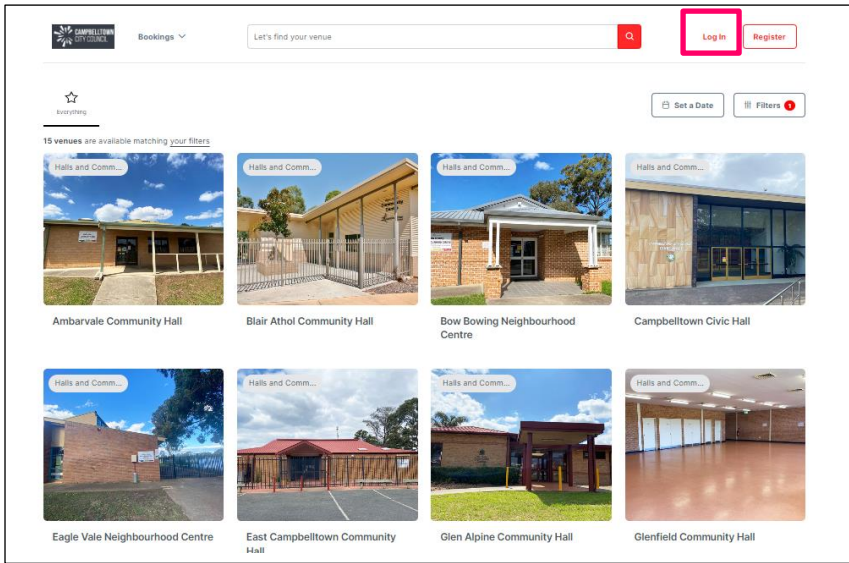 CAMPBELLTOWN
CITY COUNCIL
Bookings
Let's find your venue
Log In
Register
Everything
Set a Date
Filters 1
15 venues are available matching your filters
Halls and Comm...
Halls and Comm...
Halls and Comm...
Halls and Comm...
Community
Ambarvale Community Hall
Blair Athol Community Hall
Bow Bowing Neighbourhood
Centre
Campbelltown Civic Hall
Halls and Comm...
Halls and Comm...
Halls and Comm...
Halls and Comm...
Eagle Vale Neighbourhood Centre
East Campbelltown Community
Hall
Glen Alpine Community Hall
Glenfield Community Hall